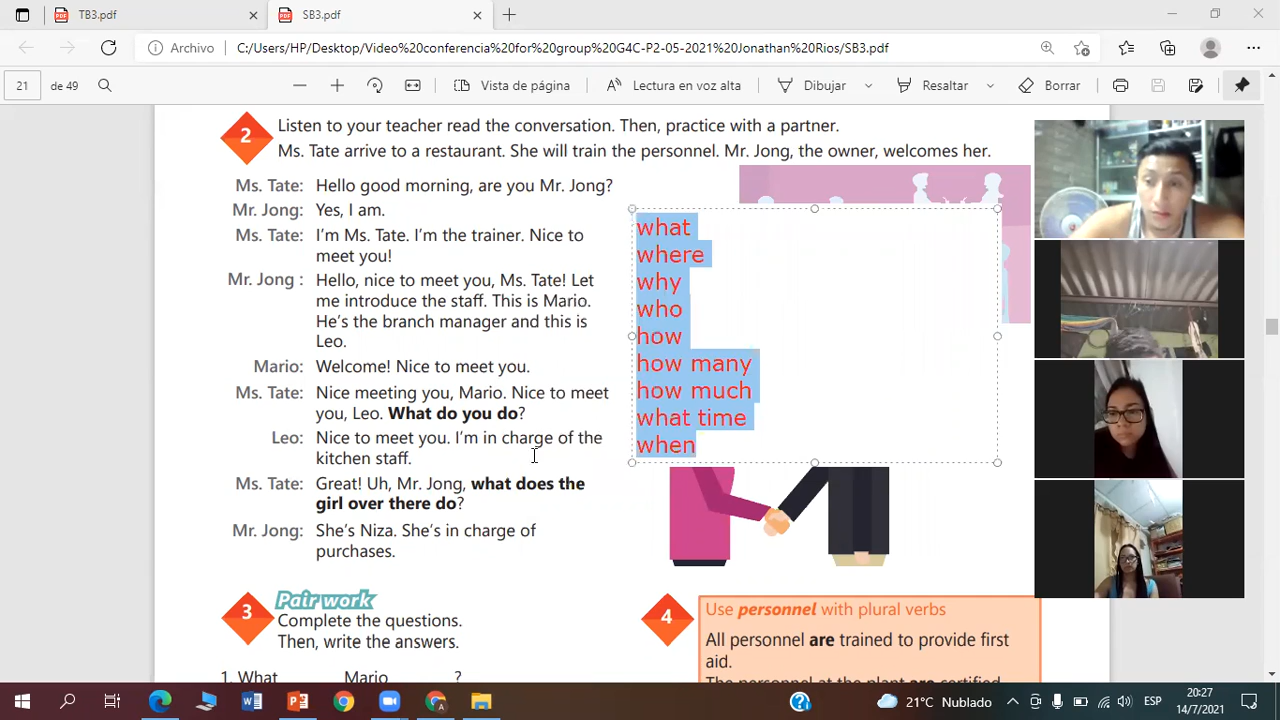 TB3.pdf
SB3.pdf
Archivo
C:/Users/HP/Desktop/Video%20conferencia%20for%20group%20G4C-P2-05-2021%20Jonathan%20Rios/SB3.pdf
21
de 49
Vista de página
Lectura en voz alta
Dibujar
Resaltar
Borrar
2
Listen to your teacher read the conversation. Then, practice with a partner.
Ms. Tate arrive to a restaurant. She will train the personnel. Mr. Jong, the owner, welcomes her.
Ms. Tate: Hello good morning, are you Mr. Jong?
Mr. Jong: Yes, I am.
Ms. Tate: I'm Ms. Tate. I'm the trainer. Nice to
meet you!
Mr. Jong : Hello, nice to meet you, Ms. Tate! Let
me introduce the staff. This is Mario.
He's the branch manager and this is
Leo.
Mario: Welcome! Nice to meet you.
Ms. Tate: Nice meeting you, Mario. Nice to meet
you, Leo. What do you do?
Leo: Nice to meet you. I'm in charge of the
kitchen staff.
Ms. Tate: Great! Uh, Mr. Jong, what does the
girl over there do?
Mr. Jong: She's Niza. She's in charge of
purchases.
what
where
why
who
how
how many
how much
what time
when
3
Pair work
Complete the questions.
Then, write the answers.
1. What Mario ?
4
Use personnel with plural verbs
All personnel are trained to provide first
aid.
The personnel at the plant are certified
21°C Nublado
ESP
20:27
14/7/2021